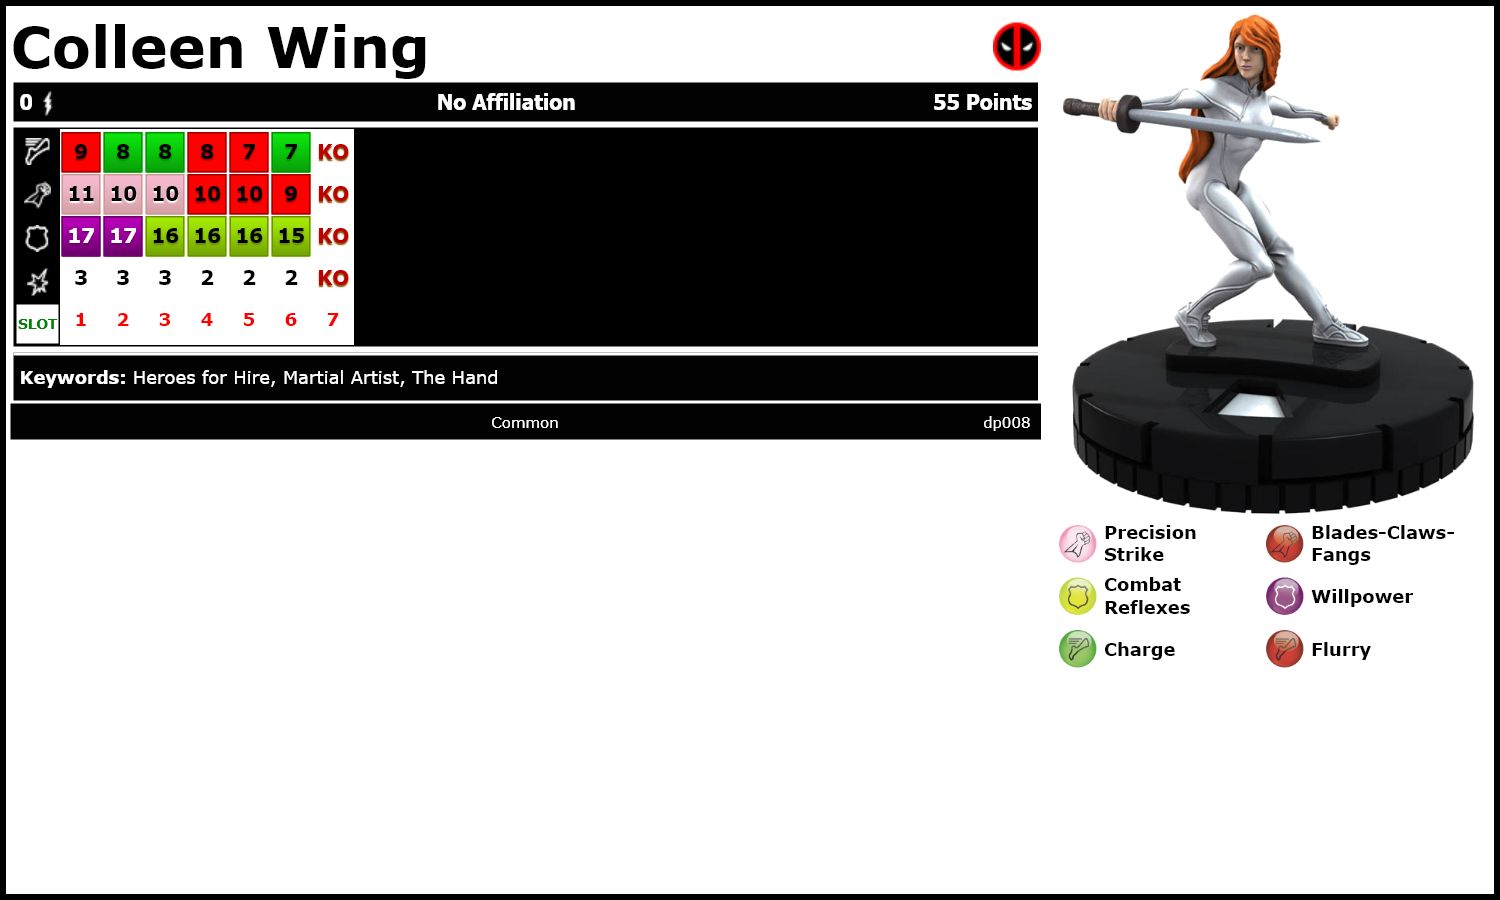 Colleen Wing
0 No Affiliation 55 Points
9 8 8 8 7 7 KO
11 10 10 10 10 9 KO
17 17 16 16 16 15 KO
3 3 3 2 2 2 KO
SLOT 1 2 3 4 5 6 7
Keywords: Heroes for Hire, Martial Artist, The Hand
Common dp008
Precision
Strike
Blades-Claws-
Fangs
Combat
Reflexes
Willpower
Charge
Flurry